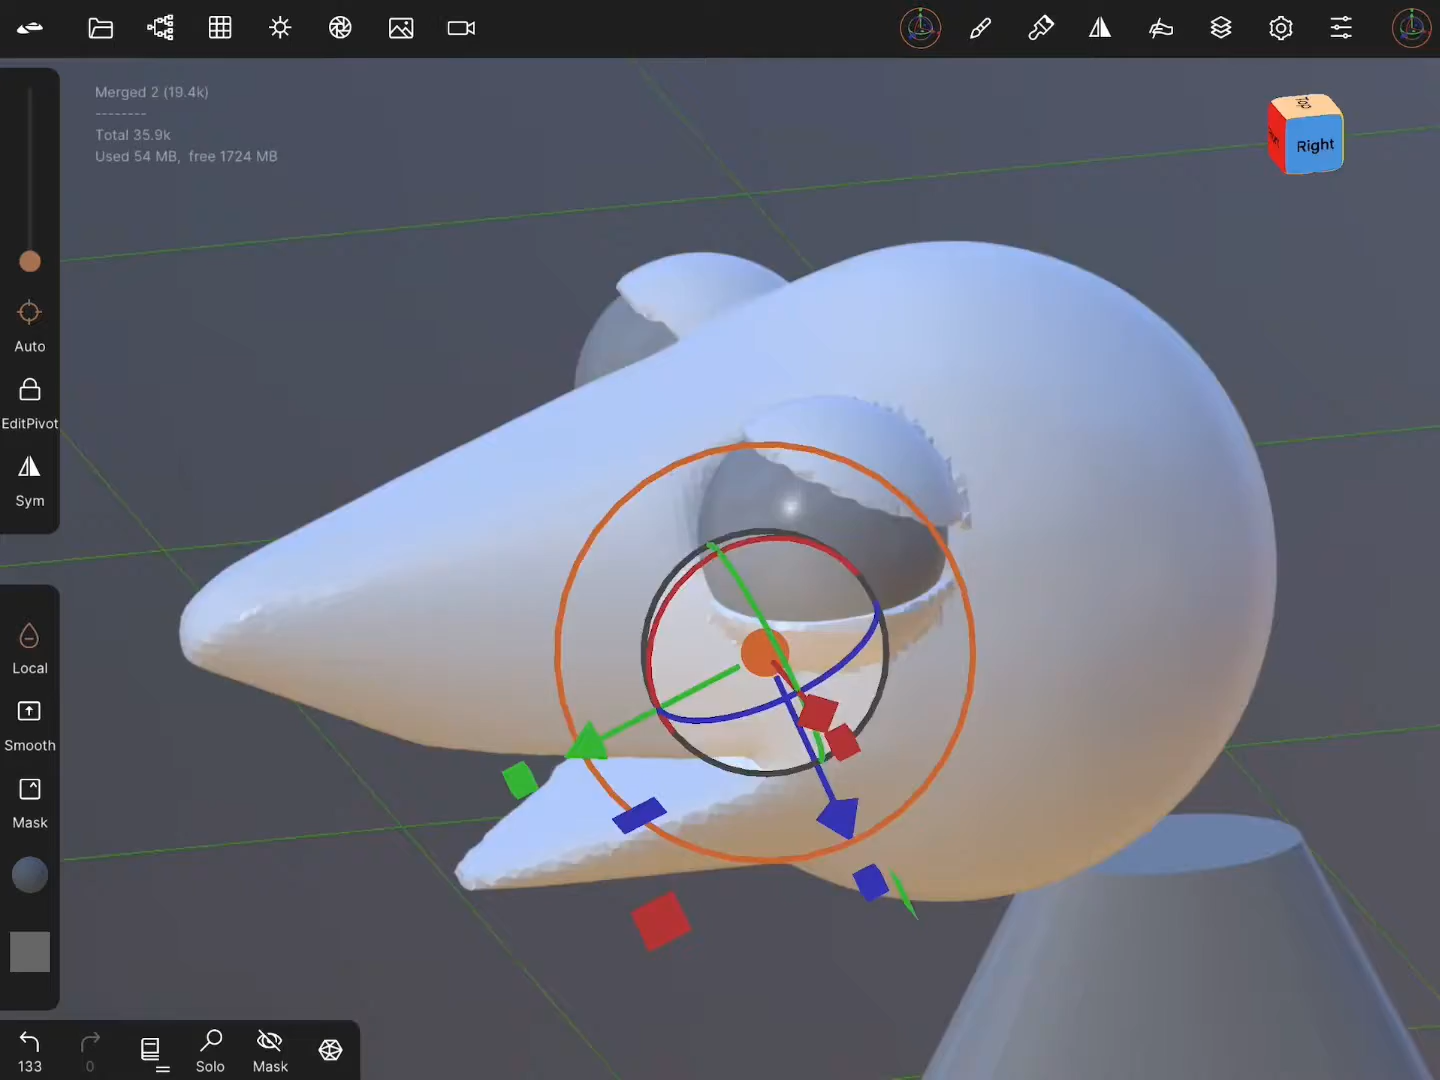 Merged 2 (19.4k)
--------
Total 35.9k
Used 54 MB, free 1724 MB
Top
Right
Auto
EditPivot
Sym
Local
Smooth
Mask
133
0
Solo
Mask